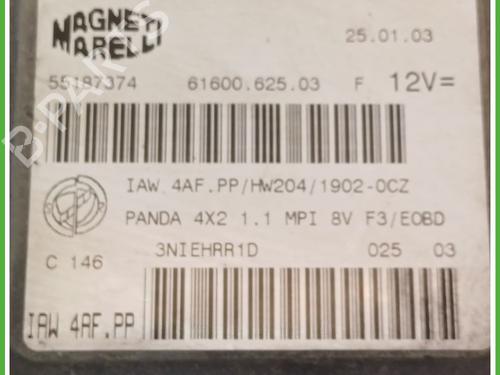 MAGNETI
MARELLI
25.01.03
55187374 61600.625.03 F 12V=
IAW 4AF.PP/HW204/1902-0CZ
PANDA 4X2 1.1 MPI 8V F3/EOBD
3NIEHRR1D 025 03
C 146
IAW 4AF.PP
B-PARTS